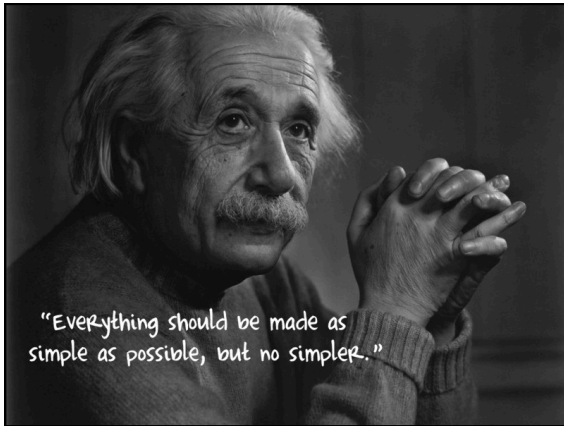 “Everything should be made as
simple as possible, but no simpler.”